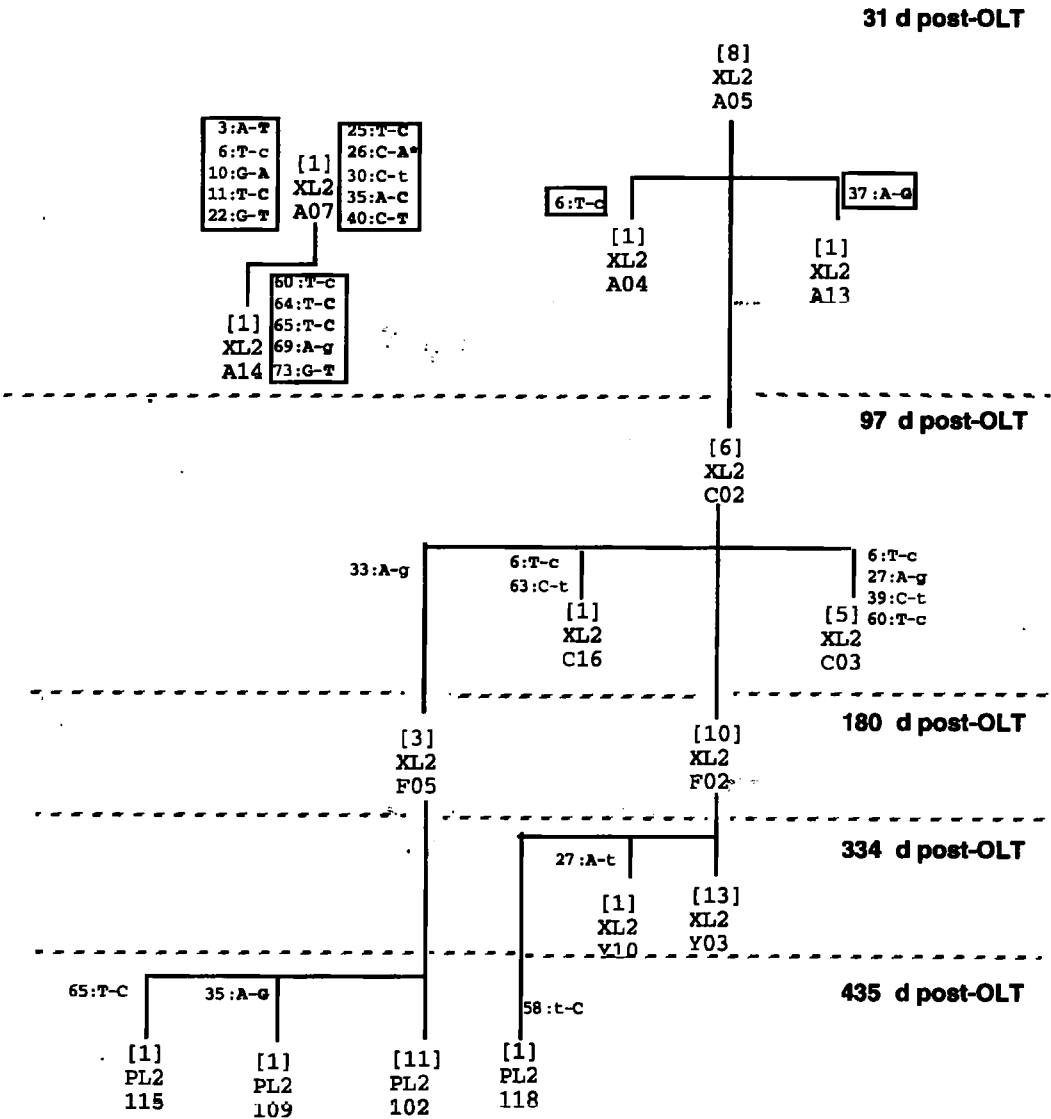 31 d post-OLT
[8]
XL2
A05
3:A-T
6:T-c
10:G-A
11:T-C
22:G-T
[1]
XL2
A07
25:T-C
26:C-A*
30:C-t
35:A-C
40:C-T
6:T-c
[1]
XL2
A04
37:A-G
[1]
XL2
A13
[1]
XL2
A14
60:T-c
64:T-C
65:T-C
69:A-g
73:G-T
97 d post-OLT
[6]
XL2
C02
33:A-g
6:T-c
63:C-t
[1]
XL2
C16
6:T-c
27:A-g
39:C-t
60:T-c
[5]
XL2
C03
180 d post-OLT
[3]
XL2
F05
[10]
XL2
F02
334 d post-OLT
27:A-t
[1]
XL2
Y10
[13]
XL2
Y03
435 d post-OLT
65:T-C
35:A-G
58:t-C
[1]
PL2
115
[1]
PL2
109
[11]
PL2
102
[1]
PL2
118